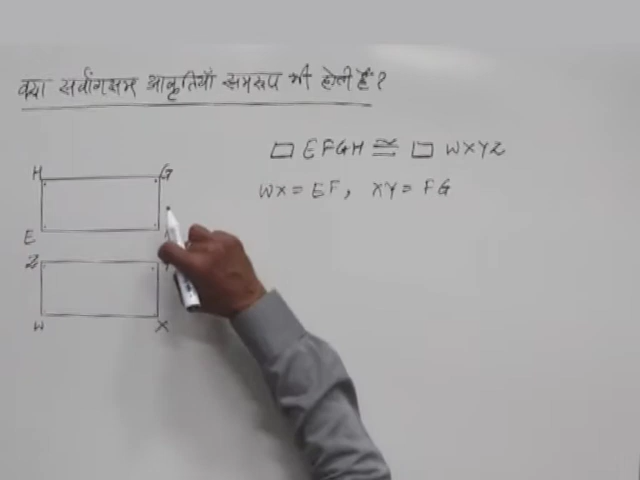 क्या सर्वांगसम आकृतियाँ समरूप भी होती हैं?
□ EFGH ≅ □ WXYZ
WX = EF, XY = FG
H G
E
Z
W X